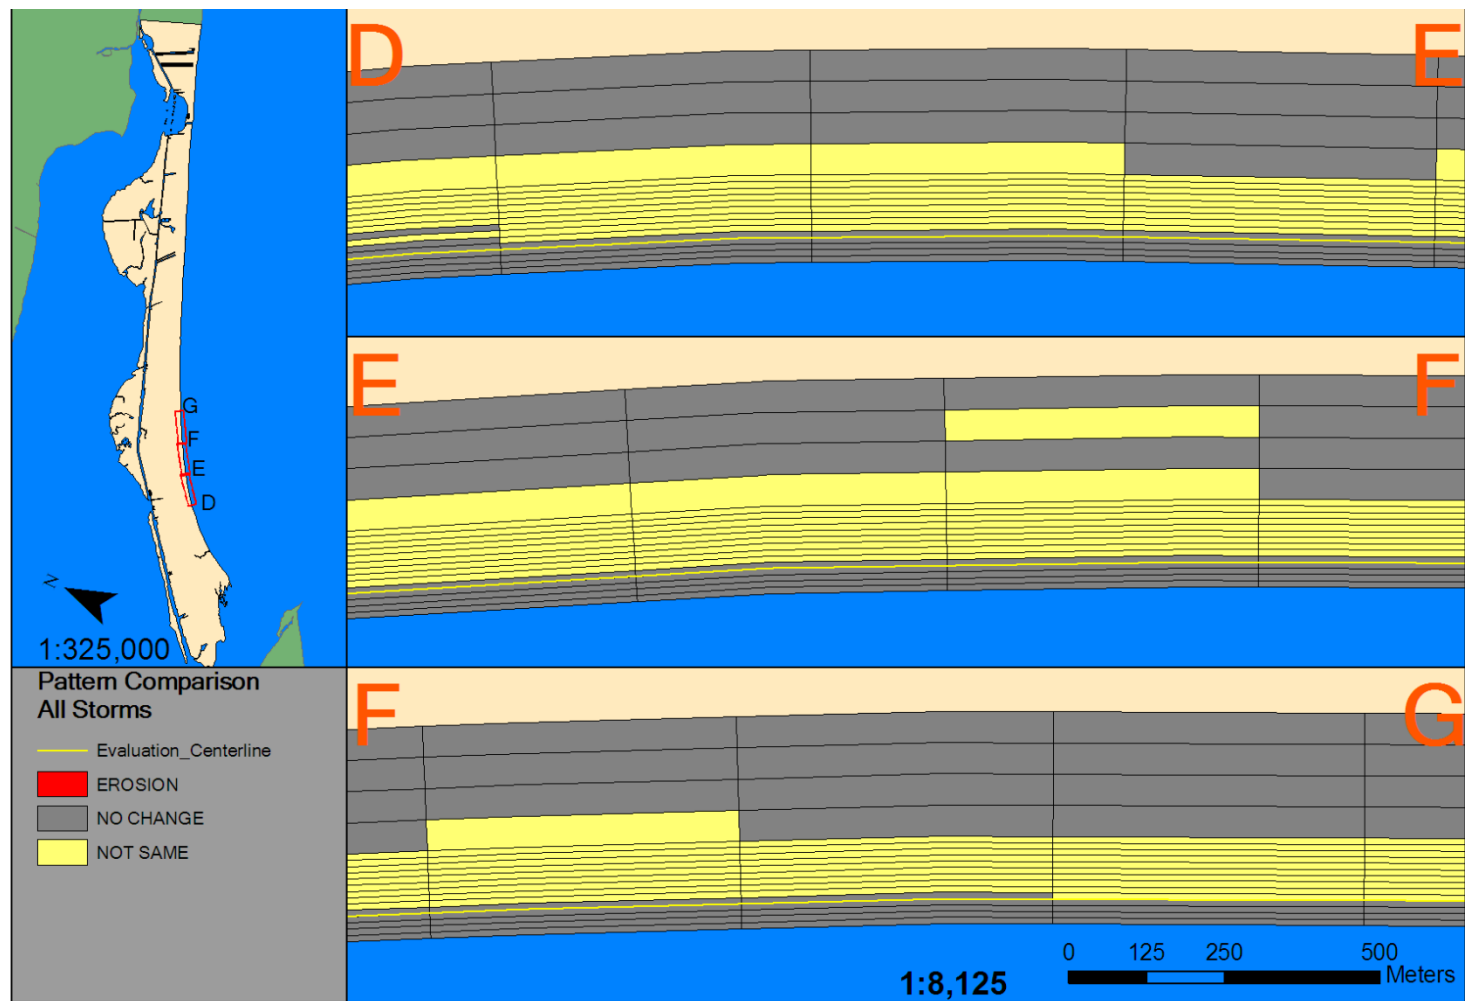 D E
G
F
E
D
N
1:325,000
E F
Pattern Comparison
All Storms
Evaluation_Centerline
EROSION
NO CHANGE
NOT SAME
F G
0 125 250 500
Meters
1:8,125